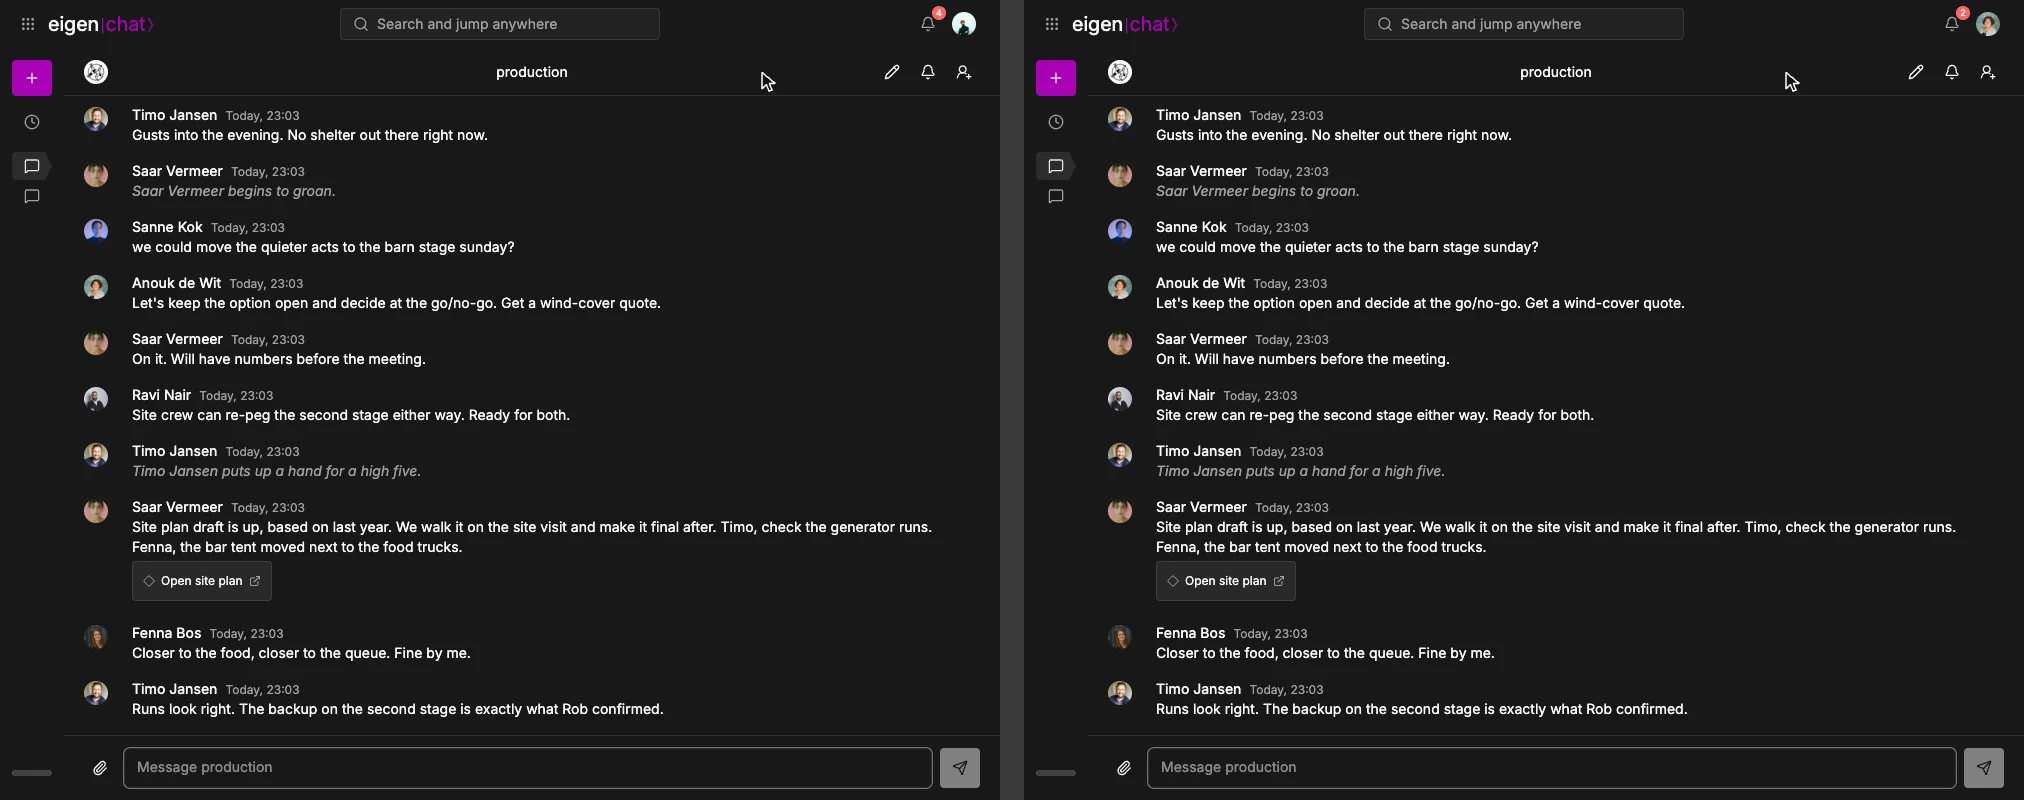 eigen|chat⟩
Search and jump anywhere
4
production
Timo Jansen Today, 23:03
Gusts into the evening. No shelter out there right now.
Saar Vermeer Today, 23:03
Saar Vermeer begins to groan.
Sanne Kok Today, 23:03
we could move the quieter acts to the barn stage sunday?
Anouk de Wit Today, 23:03
Let's keep the option open and decide at the go/no-go. Get a wind-cover quote.
Saar Vermeer Today, 23:03
On it. Will have numbers before the meeting.
Ravi Nair Today, 23:03
Site crew can re-peg the second stage either way. Ready for both.
Timo Jansen Today, 23:03
Timo Jansen puts up a hand for a high five.
Saar Vermeer Today, 23:03
Site plan draft is up, based on last year. We walk it on the site visit and make it final after. Timo, check the generator runs.
Fenna, the bar tent moved next to the food trucks.
Open site plan
Fenna Bos Today, 23:03
Closer to the food, closer to the queue. Fine by me.
Timo Jansen Today, 23:03
Runs look right. The backup on the second stage is exactly what Rob confirmed.
Message production
eigen|chat⟩
Search and jump anywhere
2
production
Timo Jansen Today, 23:03
Gusts into the evening. No shelter out there right now.
Saar Vermeer Today, 23:03
Saar Vermeer begins to groan.
Sanne Kok Today, 23:03
we could move the quieter acts to the barn stage sunday?
Anouk de Wit Today, 23:03
Let's keep the option open and decide at the go/no-go. Get a wind-cover quote.
Saar Vermeer Today, 23:03
On it. Will have numbers before the meeting.
Ravi Nair Today, 23:03
Site crew can re-peg the second stage either way. Ready for both.
Timo Jansen Today, 23:03
Timo Jansen puts up a hand for a high five.
Saar Vermeer Today, 23:03
Site plan draft is up, based on last year. We walk it on the site visit and make it final after. Timo, check the generator runs.
Fenna, the bar tent moved next to the food trucks.
Open site plan
Fenna Bos Today, 23:03
Closer to the food, closer to the queue. Fine by me.
Timo Jansen Today, 23:03
Runs look right. The backup on the second stage is exactly what Rob confirmed.
Message production